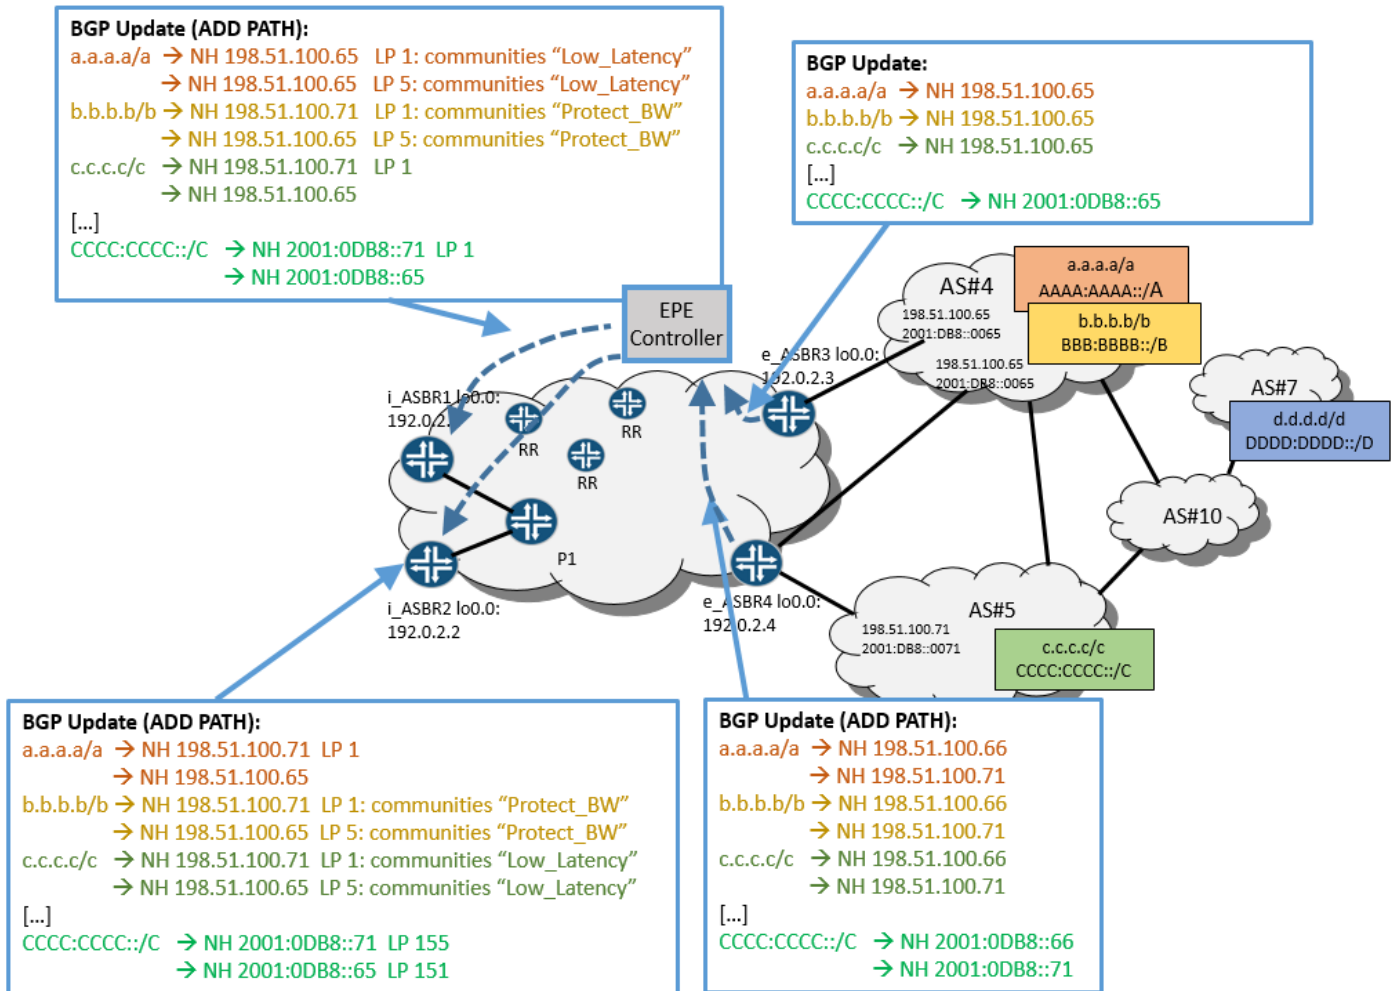 BGP Update (ADD PATH):
a.a.a.a/a → NH 198.51.100.65 LP 1: communities “Low_Latency”
→ NH 198.51.100.65 LP 5: communities “Low_Latency”
b.b.b.b/b → NH 198.51.100.71 LP 1: communities “Protect_BW”
→ NH 198.51.100.65 LP 5: communities “Protect_BW”
c.c.c.c/c → NH 198.51.100.71 LP 1
→ NH 198.51.100.65
[...]
CCCC:CCCC::/C → NH 2001:0DB8::71 LP 1
→ NH 2001:0DB8::65
BGP Update:
a.a.a.a/a → NH 198.51.100.65
b.b.b.b/b → NH 198.51.100.65
c.c.c.c/c → NH 198.51.100.65
[...]
CCCC:CCCC::/C → NH 2001:0DB8::65
EPE
Controller
AS#4
198.51.100.65
2001:DB8::0065
198.51.100.65
2001:DB8::0065
a.a.a.a/a
AAAA:AAAA::/A
b.b.b.b/b
BBB:BBBB::/B
AS#7
d.d.d.d/d
DDDD:DDDD::/D
AS#10
e_ASBR3 lo0.0:
192.0.2.3
i_ASBR1 lo0.0:
192.0.2.
RR
RR
RR
P1
i_ASBR2 lo0.0:
192.0.2.2
e_ASBR4 lo0.0:
192.0.2.4
AS#5
198.51.100.71
2001:DB8::0071
c.c.c.c/c
CCCC:CCCC::/C
BGP Update (ADD PATH):
a.a.a.a/a → NH 198.51.100.71 LP 1
→ NH 198.51.100.65
b.b.b.b/b → NH 198.51.100.71 LP 1: communities “Protect_BW”
→ NH 198.51.100.65 LP 5: communities “Protect_BW”
c.c.c.c/c → NH 198.51.100.71 LP 1: communities “Low_Latency”
→ NH 198.51.100.65 LP 5: communities “Low_Latency”
[...]
CCCC:CCCC::/C → NH 2001:0DB8::71 LP 155
→ NH 2001:0DB8::65 LP 151
BGP Update (ADD PATH):
a.a.a.a/a → NH 198.51.100.66
→ NH 198.51.100.71
b.b.b.b/b → NH 198.51.100.66
→ NH 198.51.100.71
c.c.c.c/c → NH 198.51.100.66
→ NH 198.51.100.71
[...]
CCCC:CCCC::/C → NH 2001:0DB8::66
→ NH 2001:0DB8::71